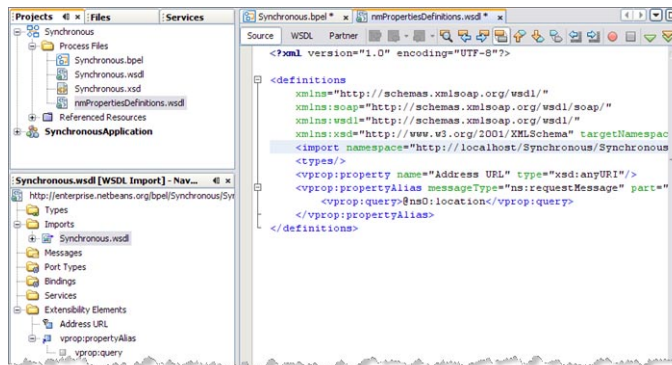 Projects
Files
Services
Synchronous
Process Files
Synchronous.bpel
Synchronous.wsdl
Synchronous.xsd
nmPropertiesDefinitions.wsdl
Referenced Resources
SynchronousApplication
Synchronous.wsdl [WSDL Import] - Nav...
http://enterprise.netbeans.org/bpel/Synchronous/Syr
Types
Imports
Synchronous.wsdl
Messages
Port Types
Bindings
Services
Extensibility Elements
Address URL
vprop:propertyAlias
vprop:query
Synchronous.bpel *
nmPropertiesDefinitions.wsdl *
Source WSDL Partner
<?xml version="1.0" encoding="UTF-8"?>
<definitions
xmlns="http://schemas.xmlsoap.org/wsdl/"
xmlns:soap="http://schemas.xmlsoap.org/wsdl/soap/"
xmlns:wsdl="http://schemas.xmlsoap.org/wsdl/"
xmlns:xsd="http://www.w3.org/2001/XMLSchema" targetNamespac
<import namespace="http://localhost/Synchronous/Synchronous
<types/>
<vprop:property name="Address URL" type="xsd:anyURI"/>
<vprop:propertyAlias messageType="ns:requestMessage" part="
<vprop:query>@ns0:location</vprop:query>
</vprop:propertyAlias>
</definitions>